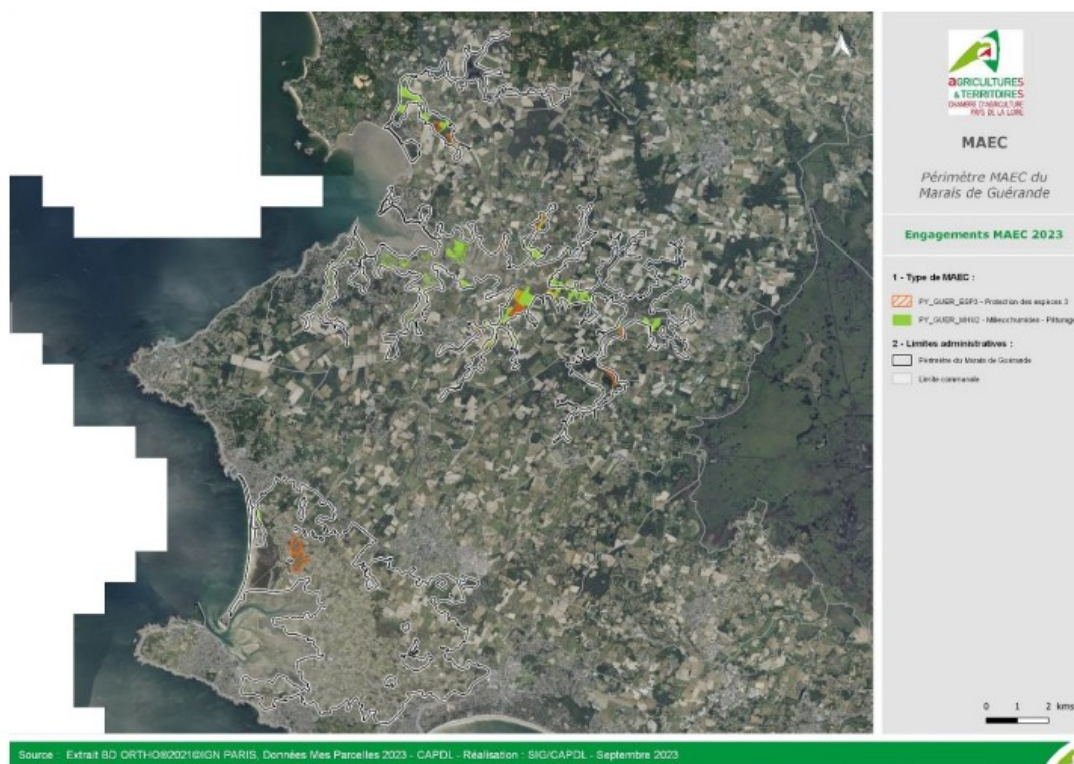 aGRICULTURES
& TERRITOIRES
CHAMBRE D'AGRICULTURE
PAYS DE LA LOIRE
MAEC
Périmètre MAEC du
Marais de Guérande
Engagements MAEC 2023
1 - Type de MAEC :
PY_GUER_ESP3 - Protection des espèces 3
PY_GUER_MHU2 - Milieux humides - Pâturage
2 - Limites administratives :
Périmètre du Marais de Guérande
Limite communale
0 1 2 kms
Source : Extrait BD ORTHO®2021©IGN PARIS, Données Mes Parcelles 2023 - CAPDL - Réalisation : SIG/CAPDL - Septembre 2023